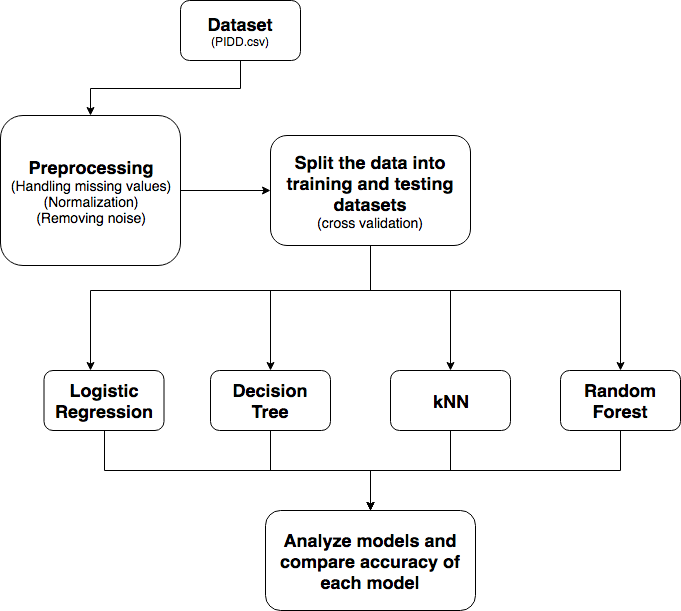 Dataset
(PIDD.csv)
Preprocessing
(Handling missing values)
(Normalization)
(Removing noise)
Split the data into
training and testing
datasets
(cross validation)
Logistic
Regression
Decision
Tree
kNN
Random
Forest
Analyze models and
compare accuracy of
each model